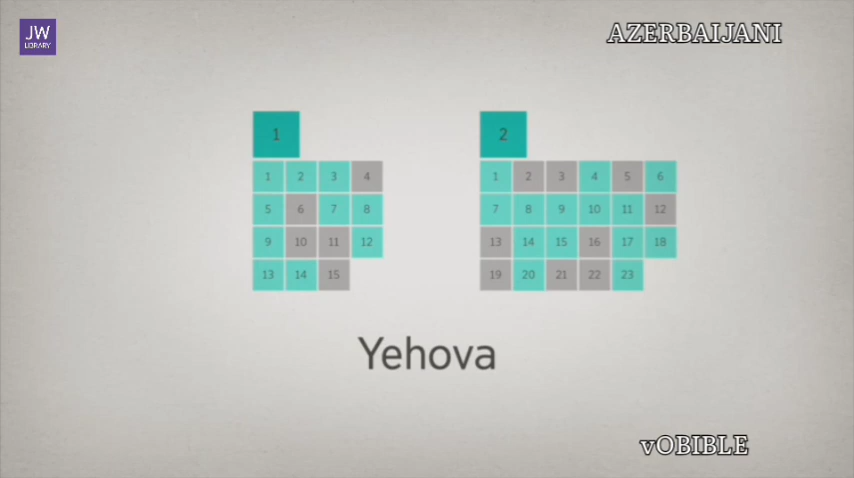 JW
LIBRARY
AZERBAIJANI
1
2
1 2 3 4
1 2 3 4 5 6
5 6 7 8
7 8 9 10 11 12
9 10 11 12
13 14 15 16 17 18
13 14 15
19 20 21 22 23
Yehova
vOBIBLE